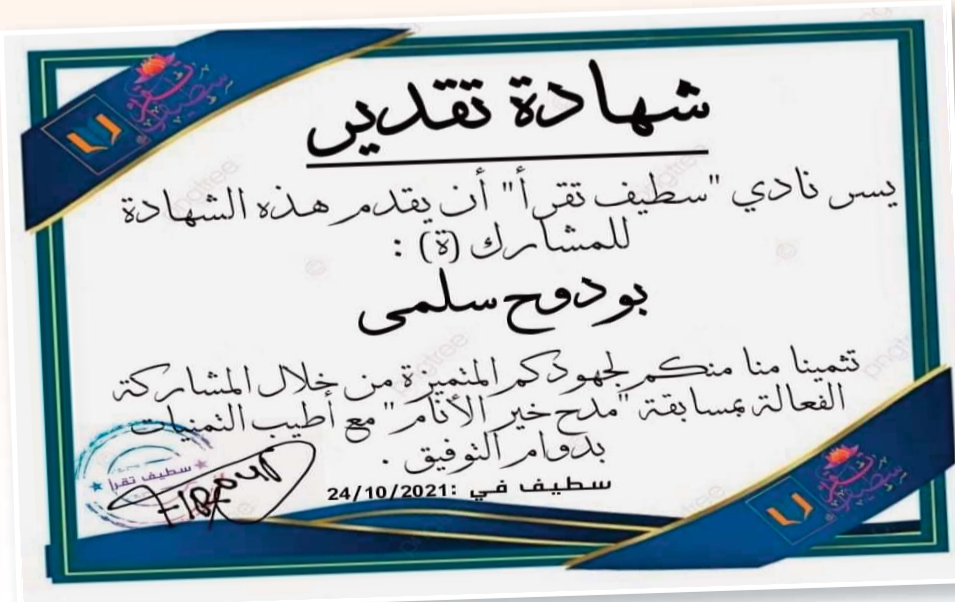 شهادة تقدير
يسر نادي "سطيف تقرأ" أن يقدم هذه الشهادة
للمشارك (ة) :
بودوح سلمى
تثمينا منا منكم لجهودكم المتميزة من خلال المشاركة
الفعالة بمسابقة "مدح خير الأنام" مع أطيب التمنيات
بدوام التوفيق .
سطيف في :24/10/2021
سطيف تقرأ